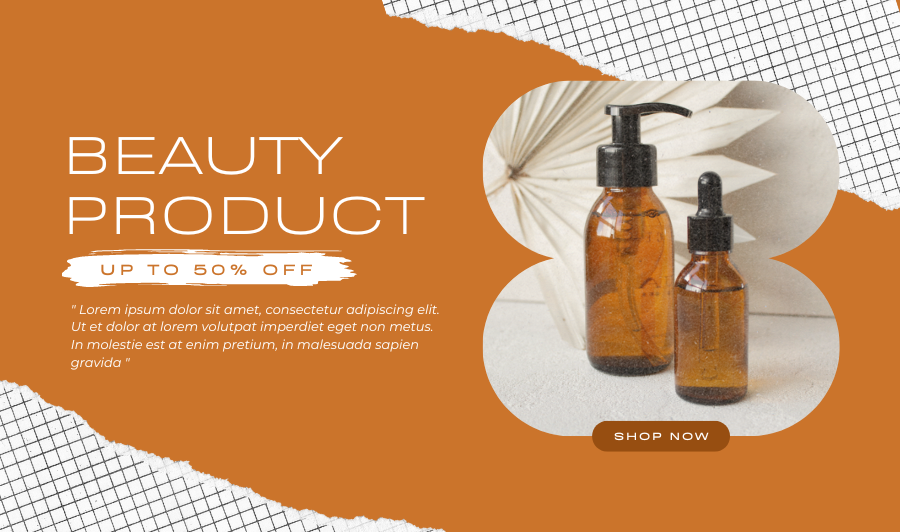 BEAUTY
PRODUCT
UP TO 50% OFF
" Lorem ipsum dolor sit amet, consectetur adipiscing elit.
Ut et dolor at lorem volutpat imperdiet eget non metus.
In molestie est at enim pretium, in malesuada sapien
gravida "
SHOP NOW